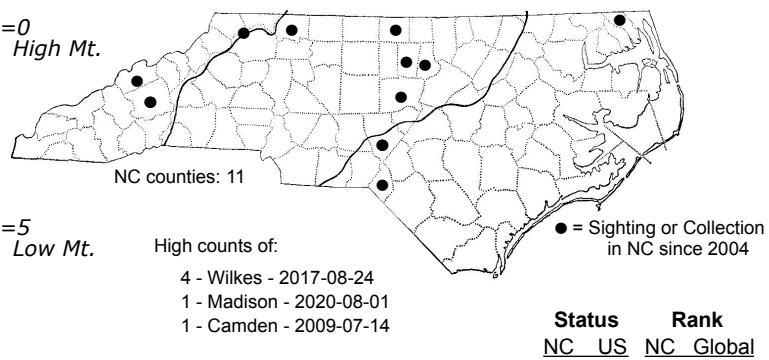 =0
High Mt.
NC counties: 11
=5
Low Mt.
High counts of:
4 - Wilkes - 2017-08-24
1 - Madison - 2020-08-01
1 - Camden - 2009-07-14
● = Sighting or Collection
in NC since 2004
Status Rank
NC US NC Global